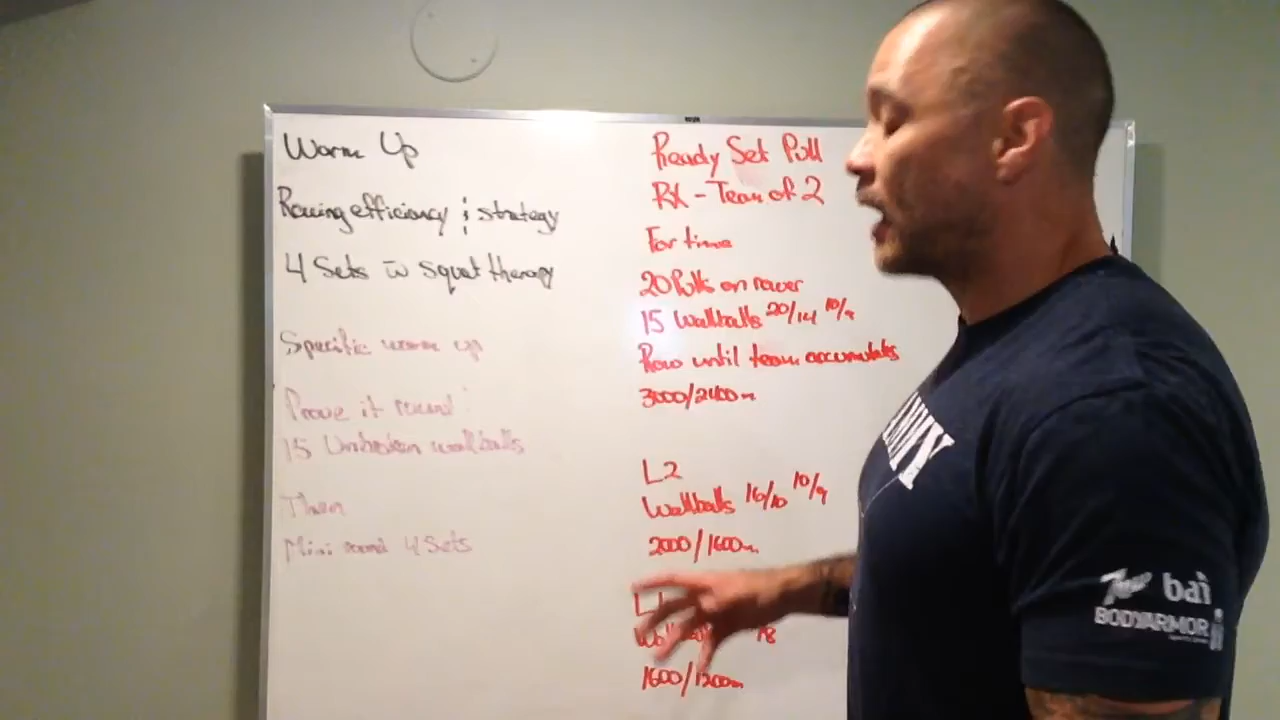 Warm Up
Rowing efficiency & strategy
4 Sets w squat therapy
Specific warm up
Prove it round
15 Unbroken wallballs
Then
Mini round 4 Sets
Ready Set Pull
RX - Team of 2
For time
20 Pulls on rower
15 Wallballs 20/14 10/9
Row until team accumulates
3000/2400m
L2
Wallballs 16/10 10/9
2000/1600m
L1
1600/1200m
bai
BODYARMOR